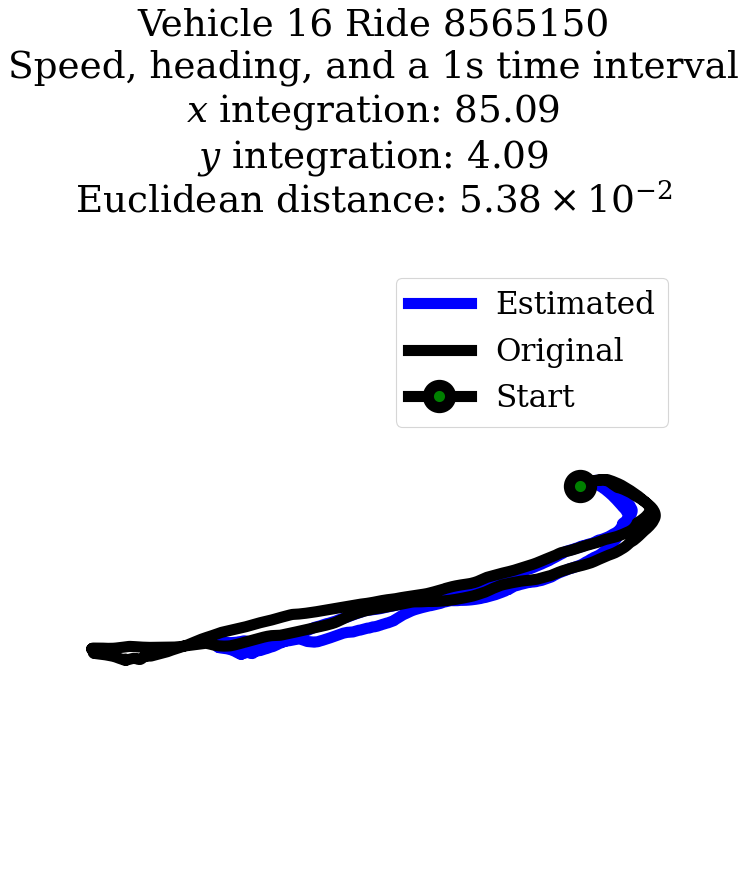 Vehicle 16 Ride 8565150
Speed, heading, and a 1s time interval
x integration: 85.09
y integration: 4.09
Euclidean distance: 5.38 × 10⁻²
Estimated
Original
Start